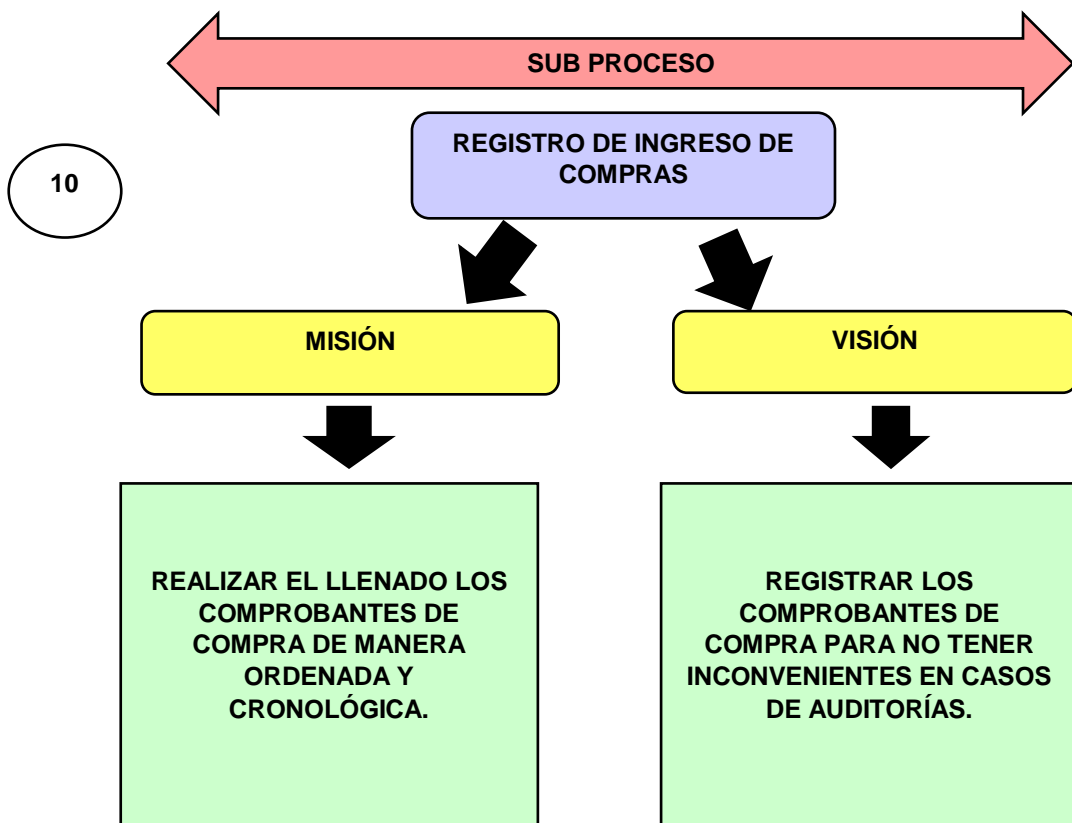 SUB PROCESO
REGISTRO DE INGRESO DE
COMPRAS
10
MISIÓN
VISIÓN
REALIZAR EL LLENADO LOS
COMPROBANTES DE
COMPRA DE MANERA
ORDENADA Y
CRONOLÓGICA.
REGISTRAR LOS
COMPROBANTES DE
COMPRA PARA NO TENER
INCONVENIENTES EN CASOS
DE AUDITORÍAS.